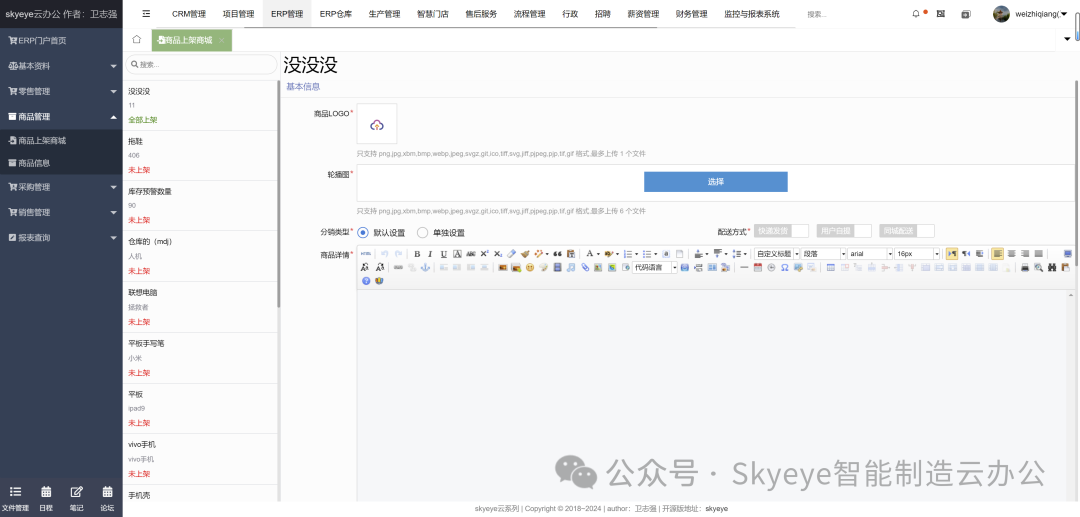 skyeye云办公 作者：卫志强
CRM管理 项目管理 ERP管理 ERP仓库 生产管理 智慧门店 售后服务 流程管理 行政 招聘 薪资管理 财务管理 监控与报表系统 搜索... weizhiqiang(.
ERP门户首页
基本资料
零售管理
商品管理
商品上架商城
商品信息
采购管理
销售管理
报表查询
文件管理 日程 笔记 论坛
商品上架商城 ×
搜索...
没没没
11
全部上架
拖鞋
406
未上架
库存预警数量
90
未上架
仓库的（mdj）
人机
未上架
联想电脑
拯救者
未上架
平板手写笔
小米
未上架
平板
ipad9
未上架
vivo手机
vivo手机
未上架
手机壳
没没没
基本信息
商品LOGO*
只支持 png,jpg,xbm,bmp,webp,jpeg,svgz,git,ico,tiff,svg,jiff,pjpeg,pjp,tif,gif 格式,最多上传 1 个文件
轮播图*
选择
只支持 png,jpg,xbm,bmp,webp,jpeg,svgz,git,ico,tiff,svg,jiff,pjpeg,pjp,tif,gif 格式,最多上传 6 个文件
分销类型* 默认设置 单独设置 配送方式* 快递发货 用户自提 同城配送
商品详情*
HTML B I U A ABC X² X₂ A 自定义标题 段落 arial 16px
代码语言
公众号 · Skyeye智能制造云办公
skyeye云系列 | Copyright © 2018~2024 | author：卫志强 | 开源版地址：skyeye